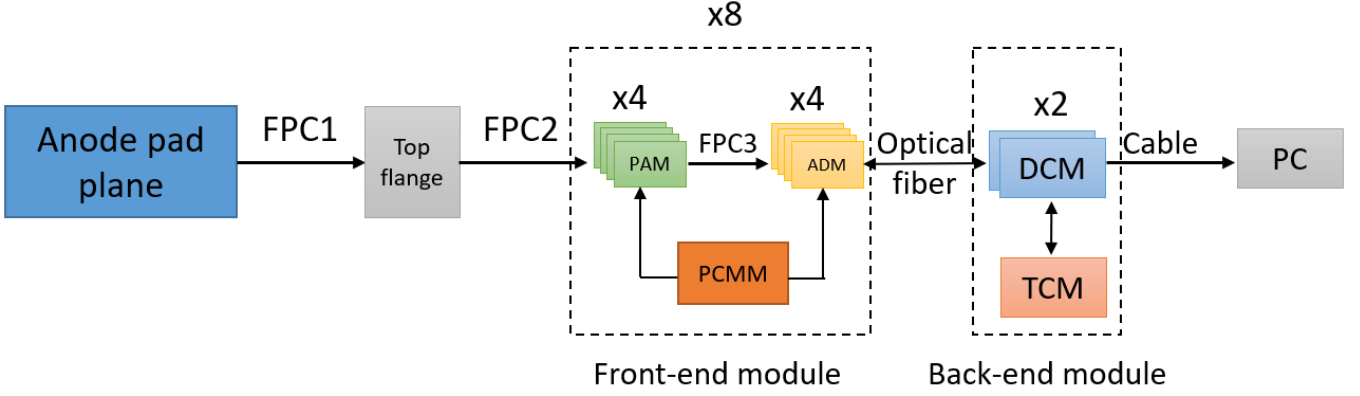 x8
Anode pad
plane
FPC1
Top
flange
FPC2
x4
PAM
FPC3
x4
ADM
PCMM
Optical
fiber
x2
DCM
TCM
Cable
PC
Front-end module
Back-end module